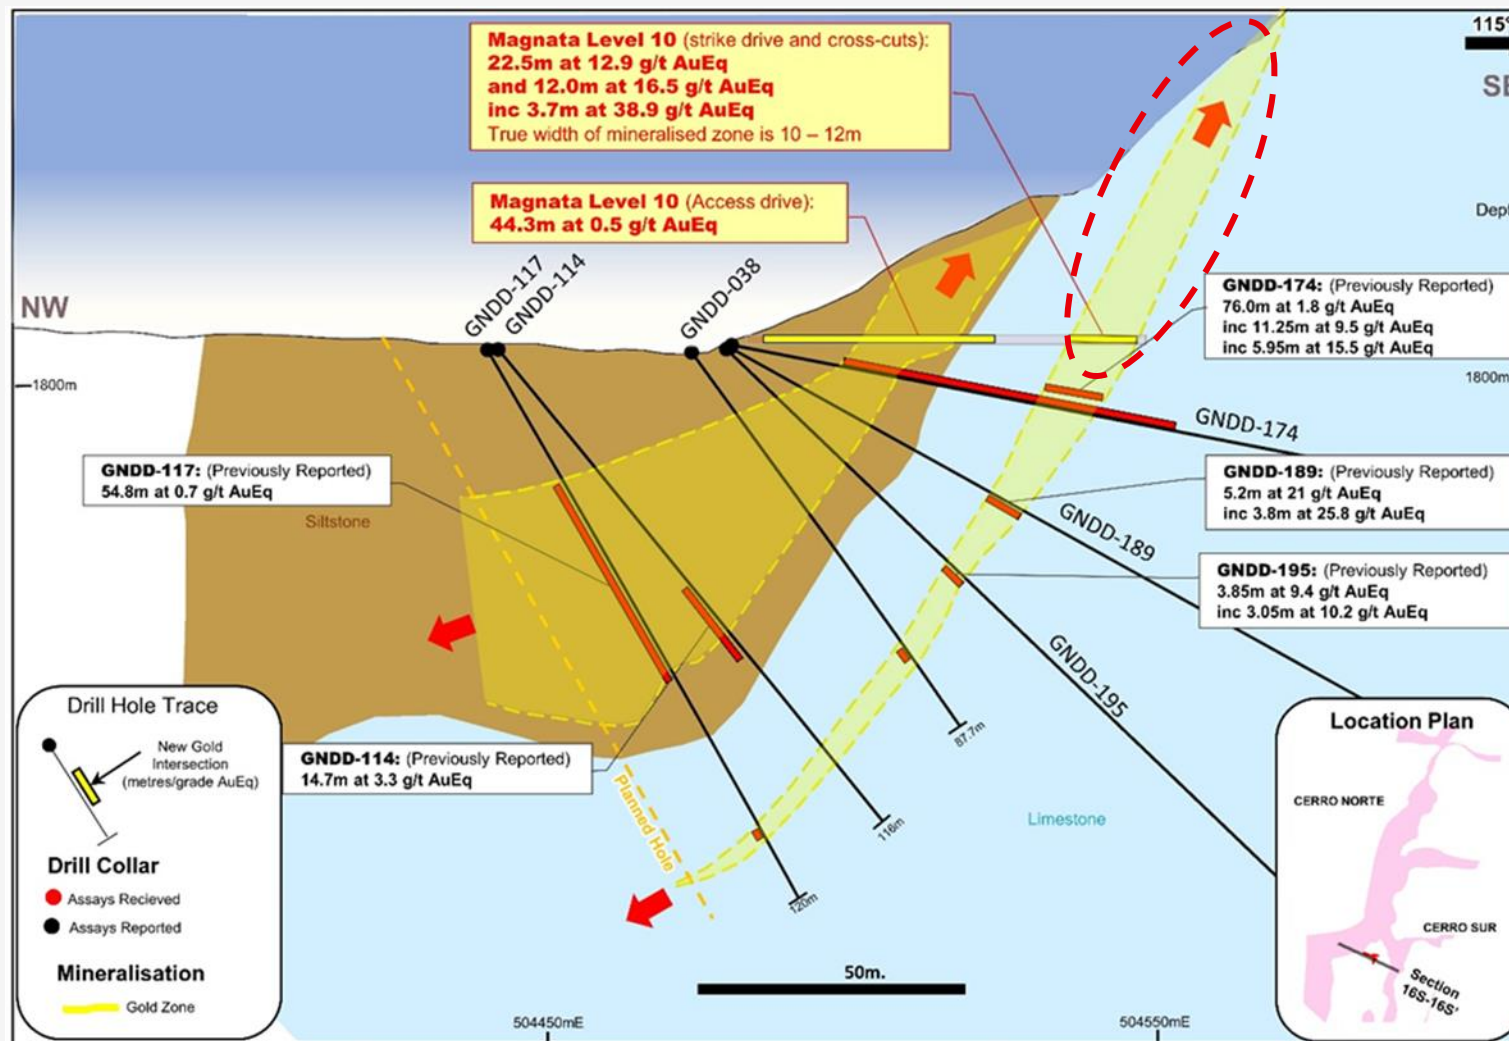 Magnata Level 10 (strike drive and cross-cuts):
22.5m at 12.9 g/t AuEq
and 12.0m at 16.5 g/t AuEq
inc 3.7m at 38.9 g/t AuEq
True width of mineralised zone is 10 – 12m
Magnata Level 10 (Access drive):
44.3m at 0.5 g/t AuEq
115°
NW
GNDD-117
GNDD-114
GNDD-038
GNDD-174: (Previously Reported)
76.0m at 1.8 g/t AuEq
inc 11.25m at 9.5 g/t AuEq
inc 5.95m at 15.5 g/t AuEq
1800m
1800m
GNDD-174
GNDD-117: (Previously Reported)
54.8m at 0.7 g/t AuEq
Siltstone
GNDD-189: (Previously Reported)
5.2m at 21 g/t AuEq
inc 3.8m at 25.8 g/t AuEq
GNDD-189
GNDD-195: (Previously Reported)
3.85m at 9.4 g/t AuEq
inc 3.05m at 10.2 g/t AuEq
GNDD-195
87.7m
116m
120m
GNDD-114: (Previously Reported)
14.7m at 3.3 g/t AuEq
Planned Hole
Limestone
Drill Hole Trace
New Gold
Intersection
(metres/grade AuEq)
Drill Collar
Assays Recieved
Assays Reported
Mineralisation
Gold Zone
50m.
504450mE
504550mE
Location Plan
CERRO NORTE
CERRO SUR
Section
16S-16S'